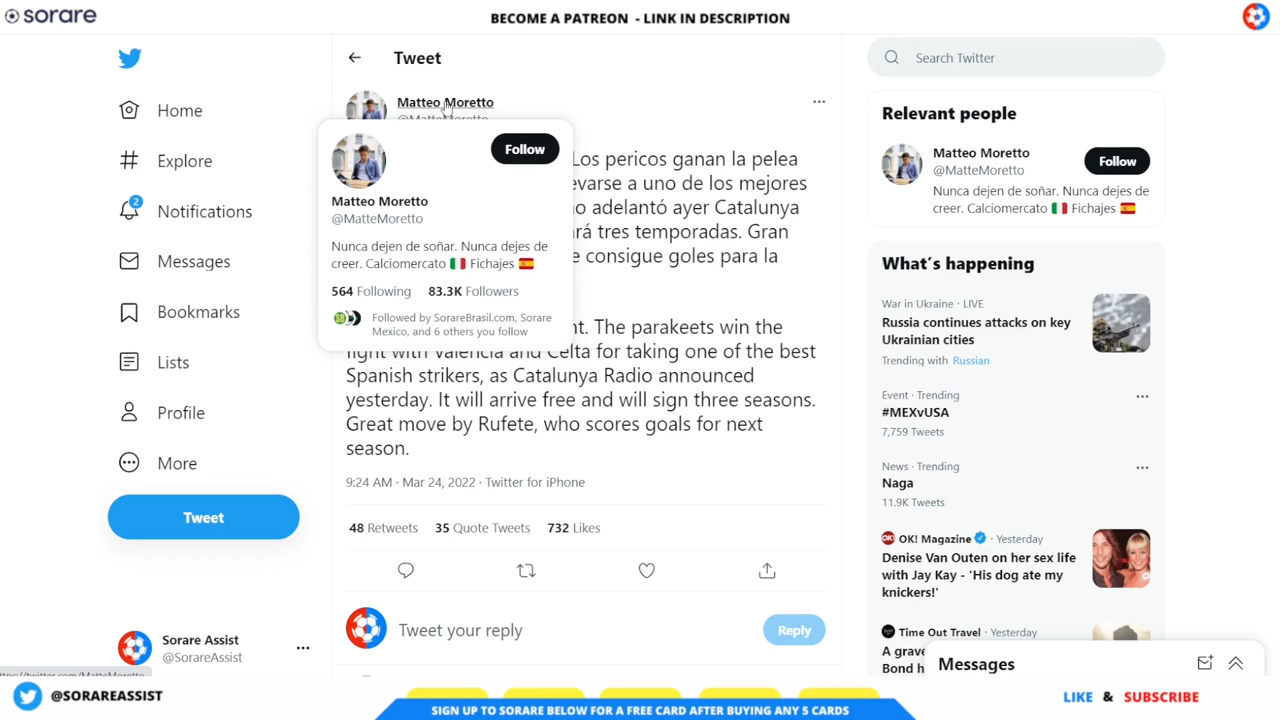 sorare
BECOME A PATREON - LINK IN DESCRIPTION
Home
Explore
2
Notifications
Messages
Bookmarks
Lists
Profile
More
Tweet
Sorare Assist
@SorareAssist
Tweet
Matteo Moretto
@MatteMoretto
Follow
Matteo Moretto
@MatteMoretto
Nunca dejen de soñar. Nunca dejes de
creer. Calciomercato 🇮🇹 Fichajes 🇪🇸
564 Following 83.3K Followers
Followed by SorareBrasil.com, Sorare
Mexico, and 6 others you follow
Los pericos ganan la pelea
evarse a uno de los mejores
o adelantó ayer Catalunya
rá tres temporadas. Gran
e consigue goles para la
nt. The parakeets win the
fight with Valencia and Celta for taking one of the best
Spanish strikers, as Catalunya Radio announced
yesterday. It will arrive free and will sign three seasons.
Great move by Rufete, who scores goals for next
season.
9:24 AM · Mar 24, 2022 · Twitter for iPhone
48 Retweets 35 Quote Tweets 732 Likes
Tweet your reply
Reply
Search Twitter
Relevant people
Matteo Moretto
@MatteMoretto
Follow
Nunca dejen de soñar. Nunca dejes de
creer. Calciomercato 🇮🇹 Fichajes 🇪🇸
What's happening
War in Ukraine · LIVE
Russia continues attacks on key
Ukrainian cities
Trending with Russian
Event · Trending
#MEXvUSA
7,759 Tweets
News · Trending
Naga
11.9K Tweets
OK! OK! Magazine · Yesterday
Denise Van Outen on her sex life
with Jay Kay - 'His dog ate my
knickers!'
Time Out Travel · Yesterday
A grave
Bond h
Messages
@SORAREASSIST
SIGN UP TO SORARE BELOW FOR A FREE CARD AFTER BUYING ANY 5 CARDS
LIKE & SUBSCRIBE